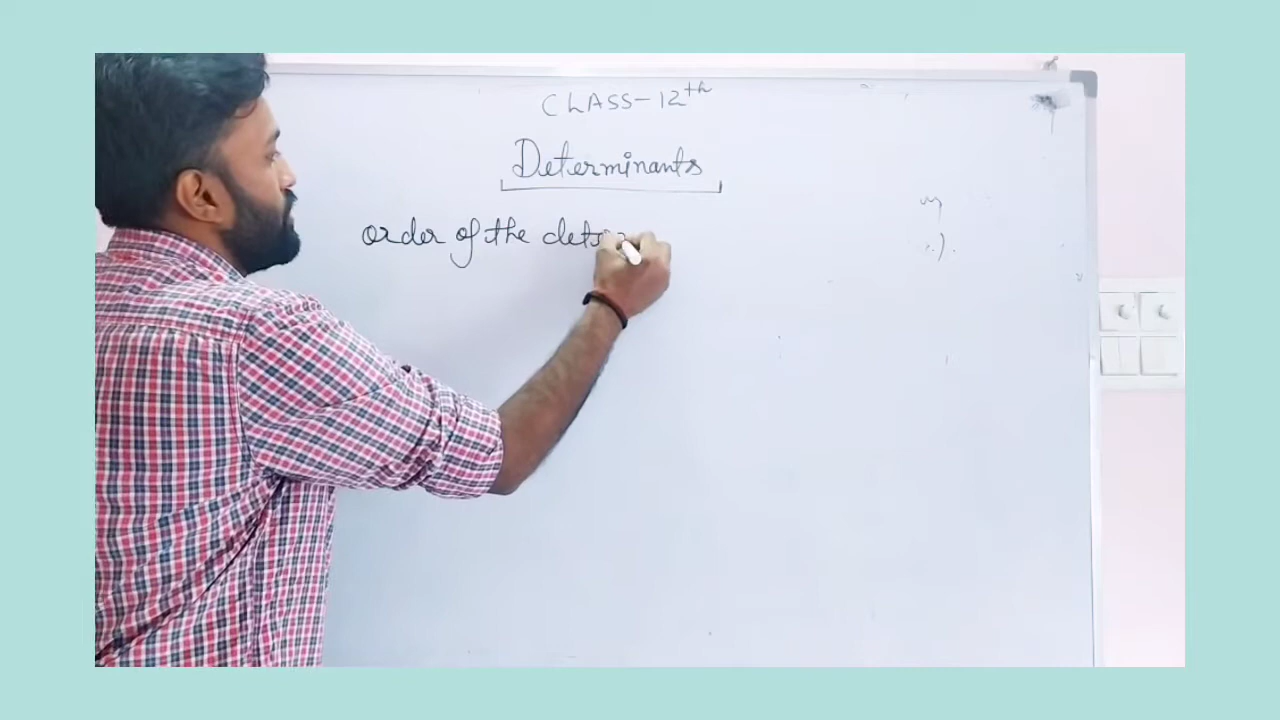 CLASS-12th
Determinants
order of the